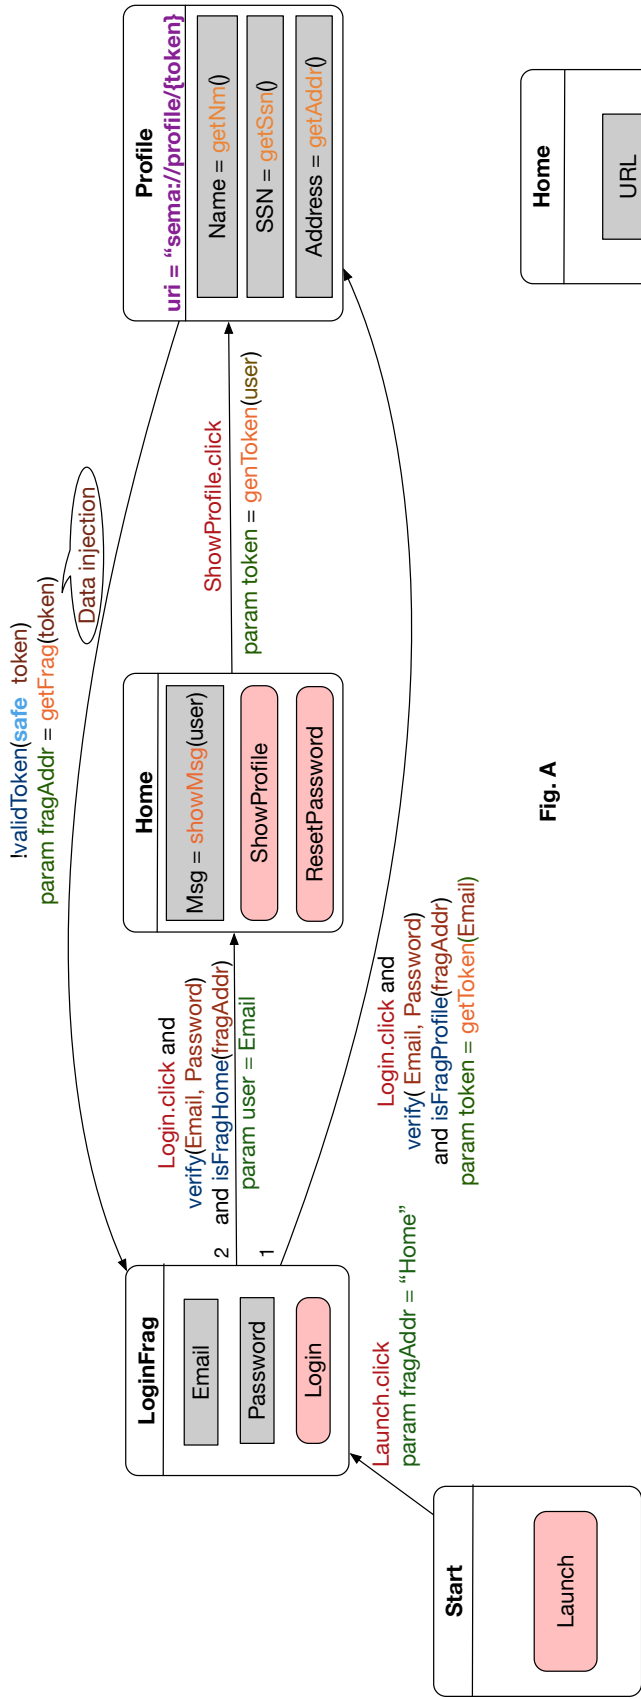 !validToken(safe token)
param fragAddr = getFrag(token)
Data injection
LoginFrag
Email
Password
Login
2
1
Login.click and
verify(Email, Password)
and isFragHome(fragAddr)
param user = Email
Home
Msg = showMsg(user)
ShowProfile
ResetPassword
ShowProfile.click
param token = genToken(user)
Profile
uri = “sema://profile/{token}
Name = getNm()
SSN = getSsn()
Address = getAddr()
Login.click and
verify( Email, Password)
and isFragProfile(fragAddr)
param token = getToken(Email)
Launch.click
param fragAddr = “Home”
Start
Launch
Fig. A
Home
URL